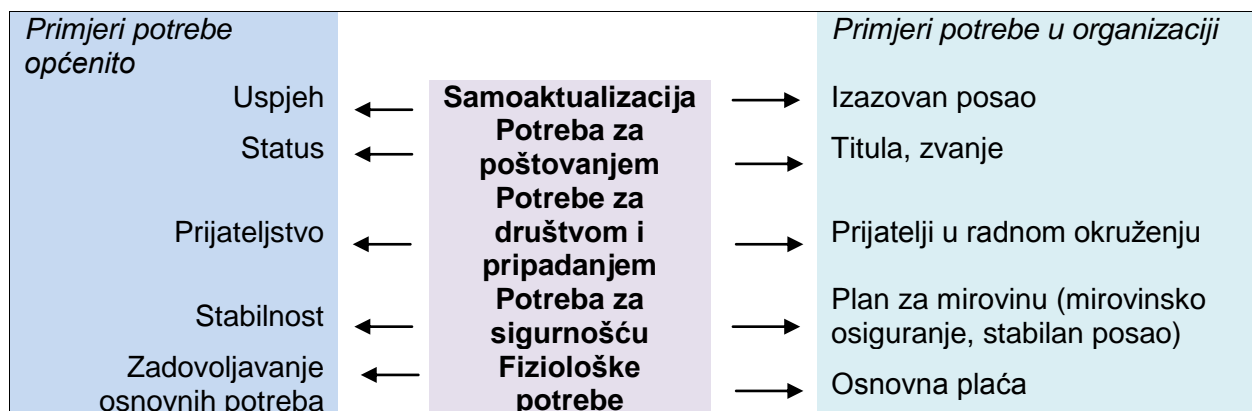 Primjeri potrebe
općenito
Primjeri potrebe u organizaciji
Uspjeh
Samoaktualizacija
Izazovan posao
Status
Potreba za
poštovanjem
Titula, zvanje
Prijateljstvo
Potrebe za
društvom i
pripadanjem
Prijatelji u radnom okruženju
Stabilnost
Potreba za
sigurnošću
Plan za mirovinu (mirovinsko
osiguranje, stabilan posao)
Zadovoljavanje
osnovnih potreba
Fiziološke
potrebe
Osnovna plaća